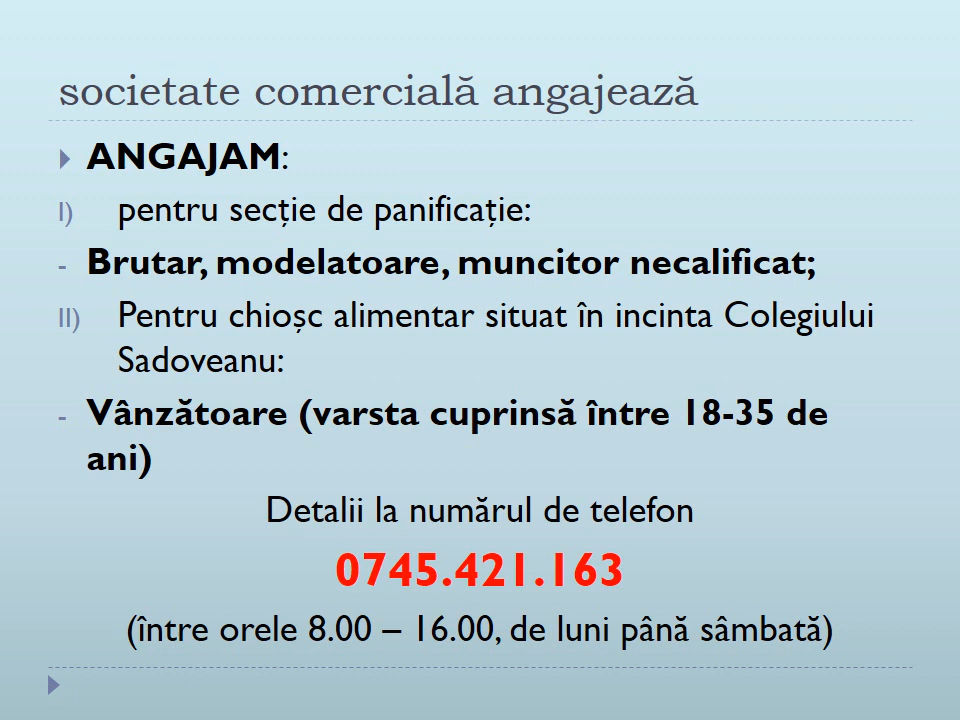 societate comercială angajează
ANGAJAM:
I) pentru secție de panificație:
- Brutar, modelatoare, muncitor necalificat;
II) Pentru chioșc alimentar situat în incinta Colegiului
Sadoveanu:
- Vânzătoare (varsta cuprinsă între 18-35 de
ani)
Detalii la numărul de telefon
0745.421.163
(între orele 8.00 – 16.00, de luni până sâmbată)